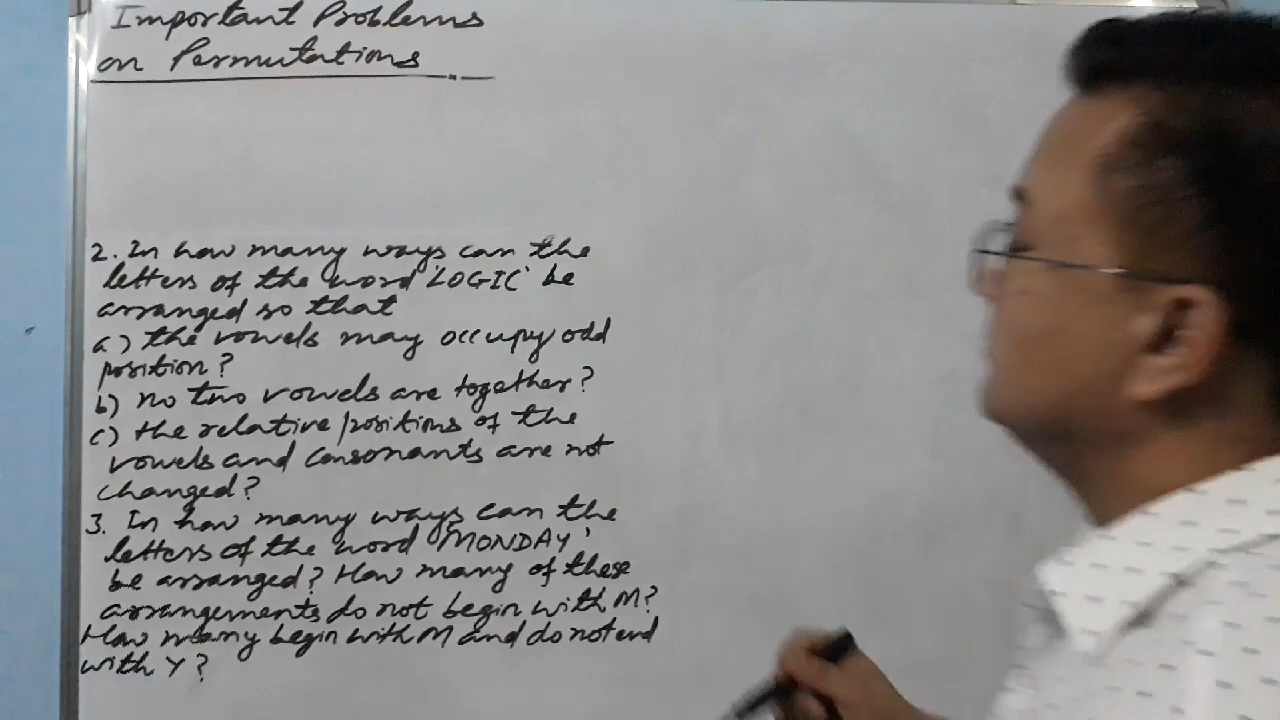 Important Problems
on Permutations
2. In how many ways can the
letters of the word 'LOGIC' be
arranged so that
a) the vowels may occupy odd
position?
b) no two vowels are together?
c) the relative positions of the
vowels and consonants are not
changed?
3. In how many ways can the
letters of the word 'MONDAY'
be arranged? How many of these
arrangements do not begin with M?
How many begin with M and do not end
with Y?